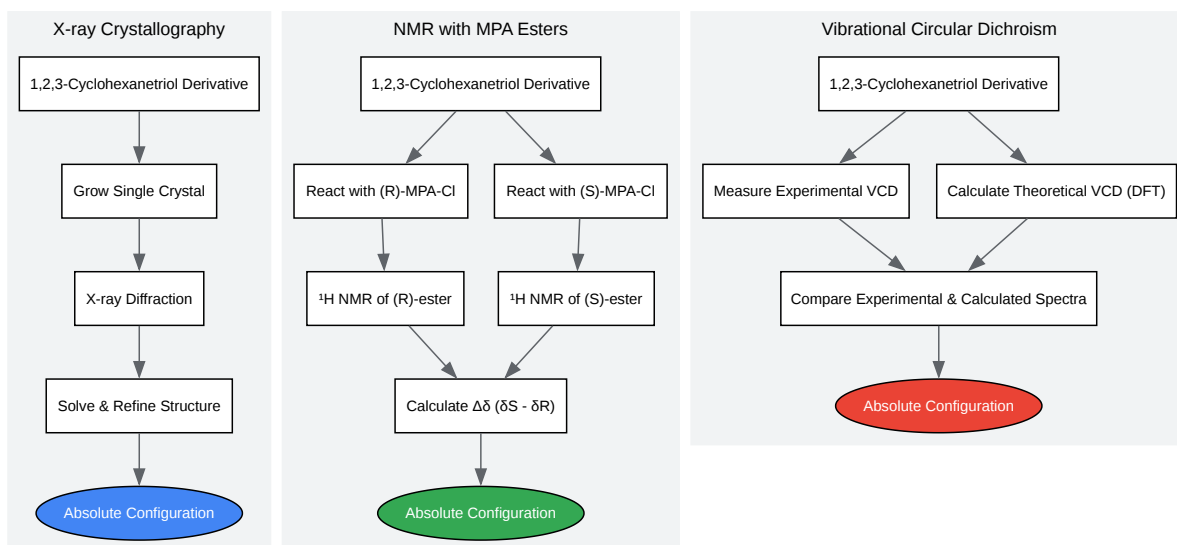 X-ray Crystallography
1,2,3-Cyclohexanetriol Derivative
Grow Single Crystal
X-ray Diffraction
Solve & Refine Structure
Absolute Configuration
NMR with MPA Esters
1,2,3-Cyclohexanetriol Derivative
React with (R)-MPA-Cl
React with (S)-MPA-Cl
¹H NMR of (R)-ester
¹H NMR of (S)-ester
Calculate Δδ (δS - δR)
Absolute Configuration
Vibrational Circular Dichroism
1,2,3-Cyclohexanetriol Derivative
Measure Experimental VCD
Calculate Theoretical VCD (DFT)
Compare Experimental & Calculated Spectra
Absolute Configuration